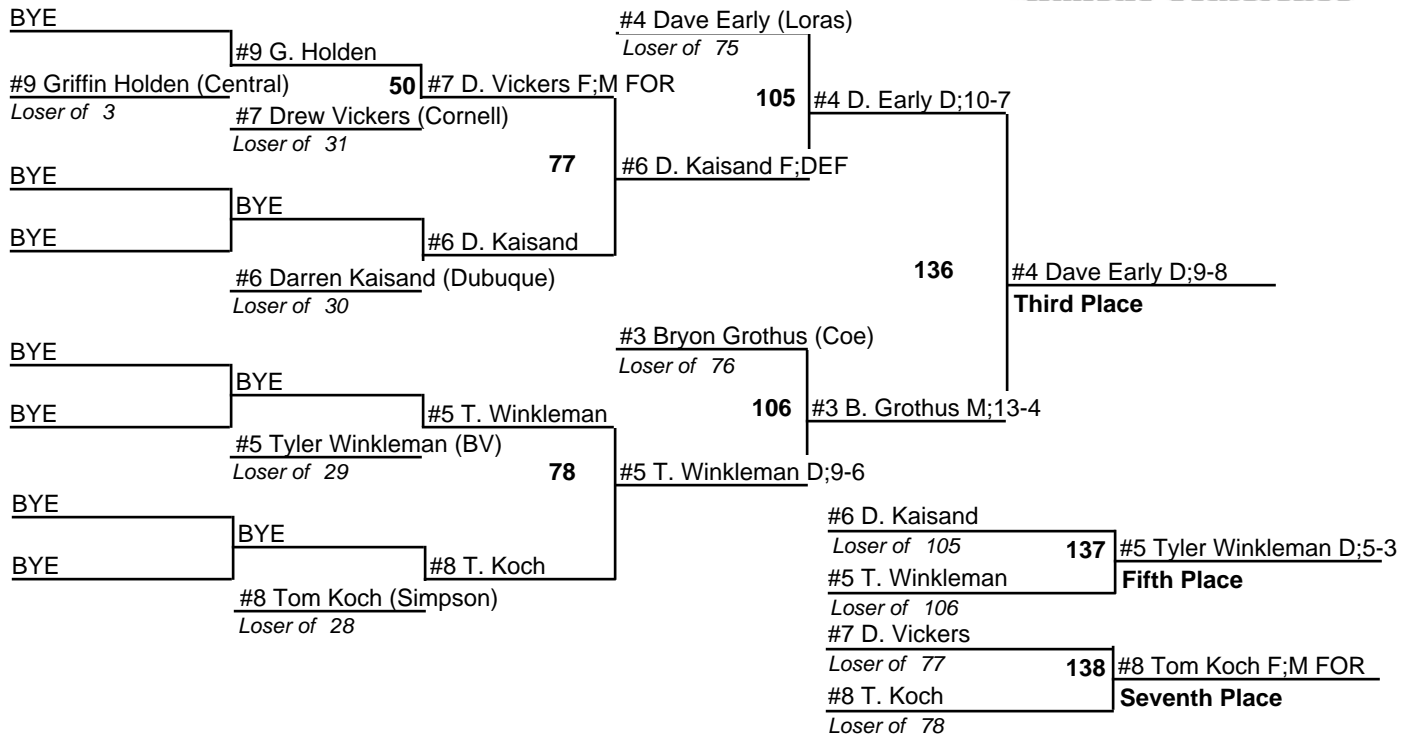 BYE
#9 G. Holden
#9 Griffin Holden (Central)
Loser of 3
50
#7 D. Vickers F;M FOR
#7 Drew Vickers (Cornell)
Loser of 31
BYE
BYE
BYE
#6 D. Kaisand
#6 Darren Kaisand (Dubuque)
Loser of 30
77
#4 Dave Early (Loras)
Loser of 75
105
#4 D. Early D;10-7
#6 D. Kaisand F;DEF
136
#4 Dave Early D;9-8
Third Place
BYE
BYE
BYE
#5 T. Winkleman
#5 Tyler Winkleman (BV)
Loser of 29
78
#3 Bryon Grothus (Coe)
Loser of 76
106
#3 B. Grothus M;13-4
#5 T. Winkleman D;9-6
BYE
BYE
BYE
#8 T. Koch
#8 Tom Koch (Simpson)
Loser of 28
#6 D. Kaisand
Loser of 105
137
#5 Tyler Winkleman D;5-3
#5 T. Winkleman
Fifth Place
Loser of 106
#7 D. Vickers
Loser of 77
138
#8 Tom Koch F;M FOR
#8 T. Koch
Seventh Place
Loser of 78